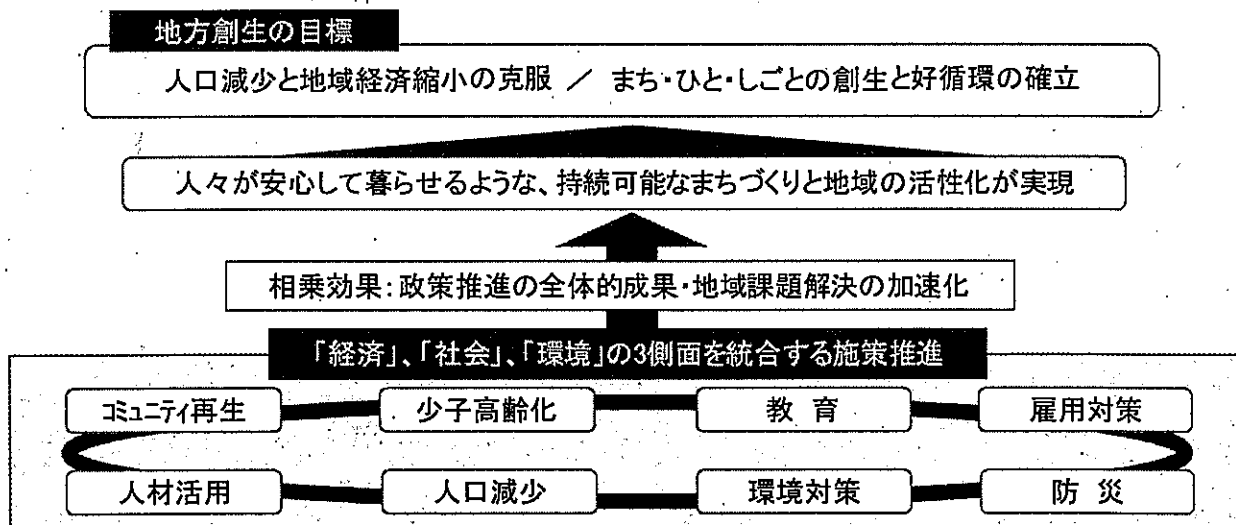 地方創生の目標
人口減少と地域経済縮小の克服 / まち・ひと・しごとの創生と好循環の確立
人々が安心して暮らせるような、持続可能なまちづくりと地域の活性化が実現
相乗効果:政策推進の全体的成果・地域課題解決の加速化
「経済」、「社会」、「環境」の3側面を統合する施策推進
コミュニティ再生 少子高齢化 教育 雇用対策
人材活用 人口減少 環境対策 防災